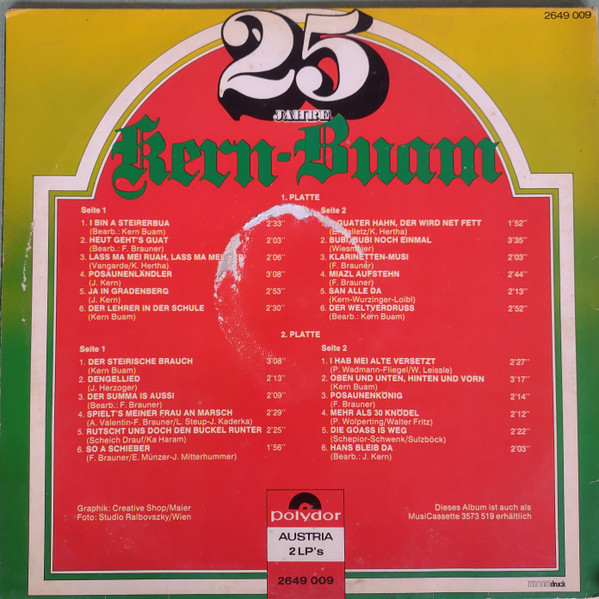 2649 009
25
JAHRE
Kern-Buam
1. PLATTE
Seite 1
1. I BIN A STEIRERBUA 2'33"
(Bearb.: Kern Buam)
2. HEUT GEHT'S GUAT 2'03"
(Bearb.: F. Brauner)
3. LASS MA MEI RUAH, LASS MA 2'06"
(Vangarde/K. Hertha)
4. POSAUNENLÄNDLER 3'08"
(J. Kern)
5. JA IN GRADENBERG 2'53"
(J. Kern)
6. DER LEHRER IN DER SCHULE 2'30"
(Kern Buam)
Seite 2
GUATER HAHN, DER WIRD NET FETT 1'52"
K. Hertha)
2. BUBI, BUBI NOCH EINMAL 3'35"
(Wiesmaier)
3. KLARINETTEN-MUSI 2'03"
(F. Brauner)
4. MIAZL AUFSTEHN 2'44"
(F. Brauner)
5. SAN ALLE DA 2'13"
(Kern-Wurzinger-Loibl)
6. DER WELTVERDRUSS 2'52"
(Bearb.: Kern Buam)
2. PLATTE
Seite 1
1. DER STEIRISCHE BRAUCH 3'08"
(Kern Buam)
2. DENGELLIED 2'13"
(J. Herzoger)
3. DER SUMMA IS AUSSI 2'09"
(Bearb.: F. Brauner)
4. SPIELT'S MEINER FRAU AN MARSCH 2'29"
(A. Valentin-F. Brauner/L. Steup-J. Kaderka)
5. RUTSCHT UNS DOCH DEN BUCKEL RUNTER 2'25"
(Scheich Drauf/Ka Haram)
6. SO A SCHIEBER 1'56"
(F. Brauner/E. Münzer-J. Mitterhummer)
Seite 2
1. I HAB MEI ALTE VERSETZT 2'27"
(P. Wadmann-Fliegel/W. Leissle)
2. OBEN UND UNTEN, HINTEN UND VORN 3'17"
(Kern Buam)
3. POSAUNENKÖNIG 2'14"
(F. Brauner)
4. MEHR ALS 30 KNÖDEL 2'12"
(P. Wolperting/Walter Fritz)
5. DIE GOASS IS WEG 2'22"
(Schepior-Schwenk/Sulzböck)
6. HANS BLEIB DA 2'03"
(Bearb.: J. Kern)
Graphik: Creative Shop/Maier
Foto: Studio Ralbovszky/Wien
polydor
AUSTRIA
2 LP's
2649 009
Dieses Album ist auch als
MusiCassette 3573 519 erhältlich
druck